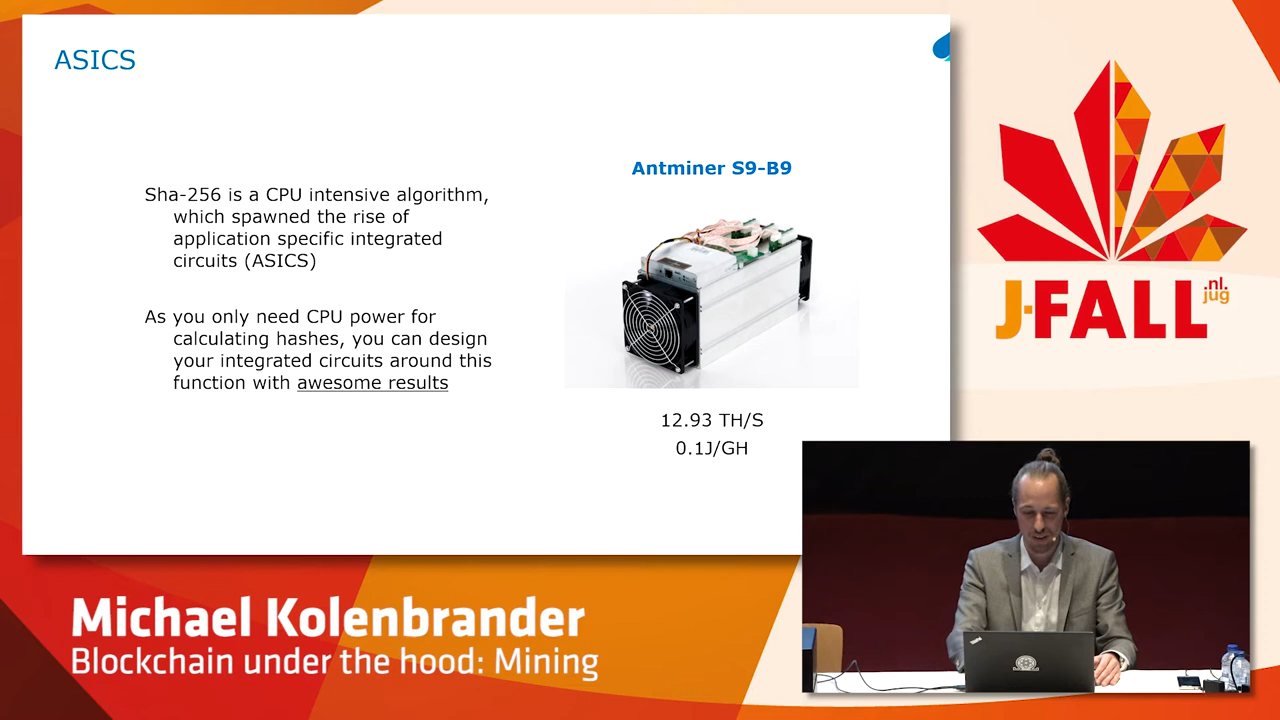 ASICS
Sha-256 is a CPU intensive algorithm,
which spawned the rise of
application specific integrated
circuits (ASICS)
As you only need CPU power for
calculating hashes, you can design
your integrated circuits around this
function with awesome results
Antminer S9-B9
12.93 TH/S
0.1J/GH
J-FALL
.nl.
jug
Michael Kolenbrander
Blockchain under the hood: Mining